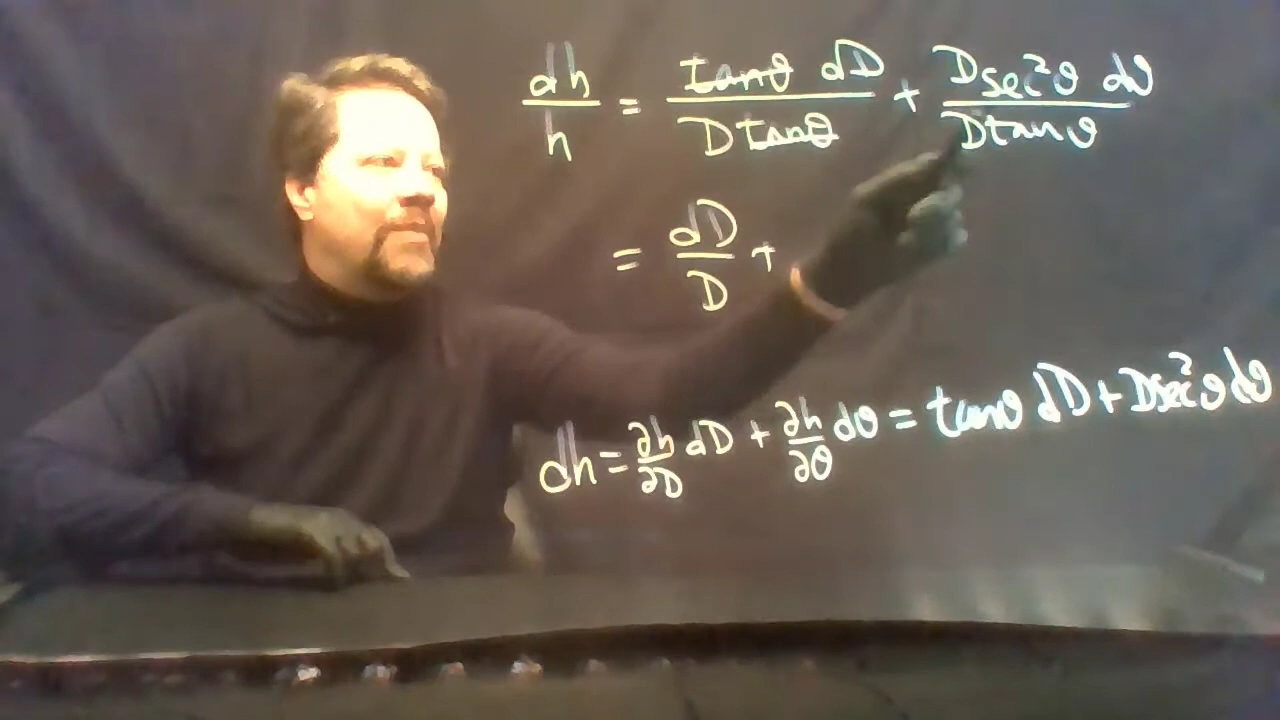 dh/h = tanθ dD / D tanθ + D sec²θ dθ / D tanθ
= dD/D +
dh = ∂h/∂D dD + ∂h/∂θ dθ = tanθ dD + D sec²θ dθ